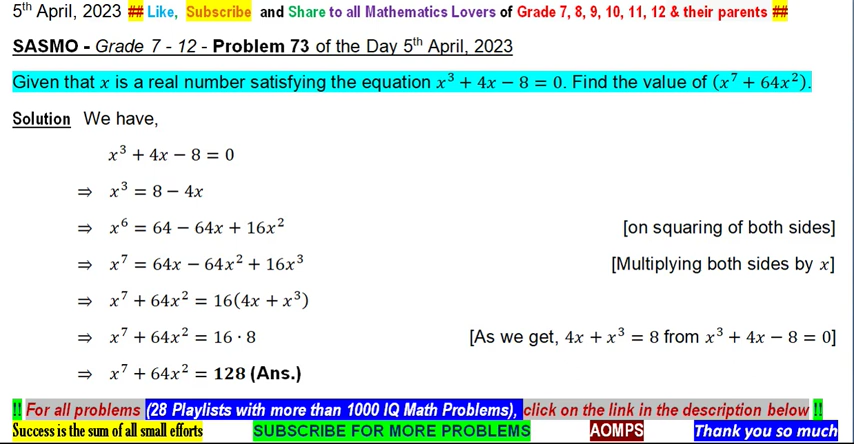 5th April, 2023 ## Like, Subscribe and Share to all Mathematics Lovers of Grade 7, 8, 9, 10, 11, 12 & their parents ##
SASMO - Grade 7 - 12 - Problem 73 of the Day 5th April, 2023
Given that x is a real number satisfying the equation x³ + 4x − 8 = 0. Find the value of (x⁷ + 64x²).
Solution We have,
x³ + 4x − 8 = 0
⇒ x³ = 8 − 4x
⇒ x⁶ = 64 − 64x + 16x² [on squaring of both sides]
⇒ x⁷ = 64x − 64x² + 16x³ [Multiplying both sides by x]
⇒ x⁷ + 64x² = 16(4x + x³)
⇒ x⁷ + 64x² = 16 · 8 [As we get, 4x + x³ = 8 from x³ + 4x − 8 = 0]
⇒ x⁷ + 64x² = 128 (Ans.)
!! For all problems (28 Playlists with more than 1000 IQ Math Problems), click on the link in the description below !!
Success is the sum of all small efforts SUBSCRIBE FOR MORE PROBLEMS AOMPS Thank you so much